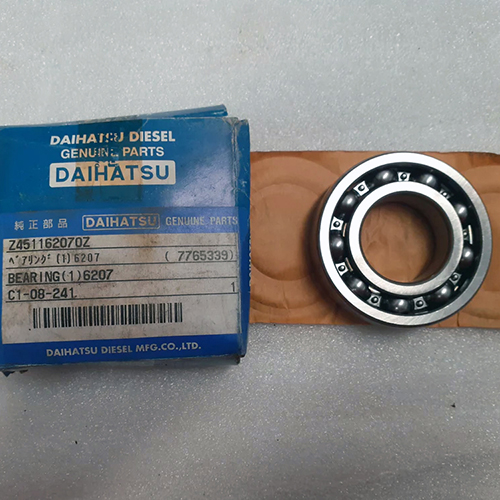 DAIHATSU DIESEL
GENUINE PARTS
DAIHATSU
純正部品 DAIHATSU GENUINE PARTS
Z451162070Z
ベアリング(1)6207 (7765339)
BEARING(1)6207
C1-08-241 1
DAIHATSU DIESEL MFG.CO.,LTD.